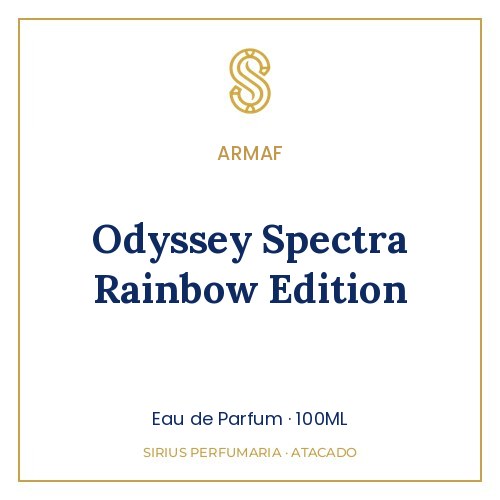 ARMAF
Odyssey Spectra
Rainbow Edition
Eau de Parfum · 100ML
SIRIUS PERFUMARIA · ATACADO